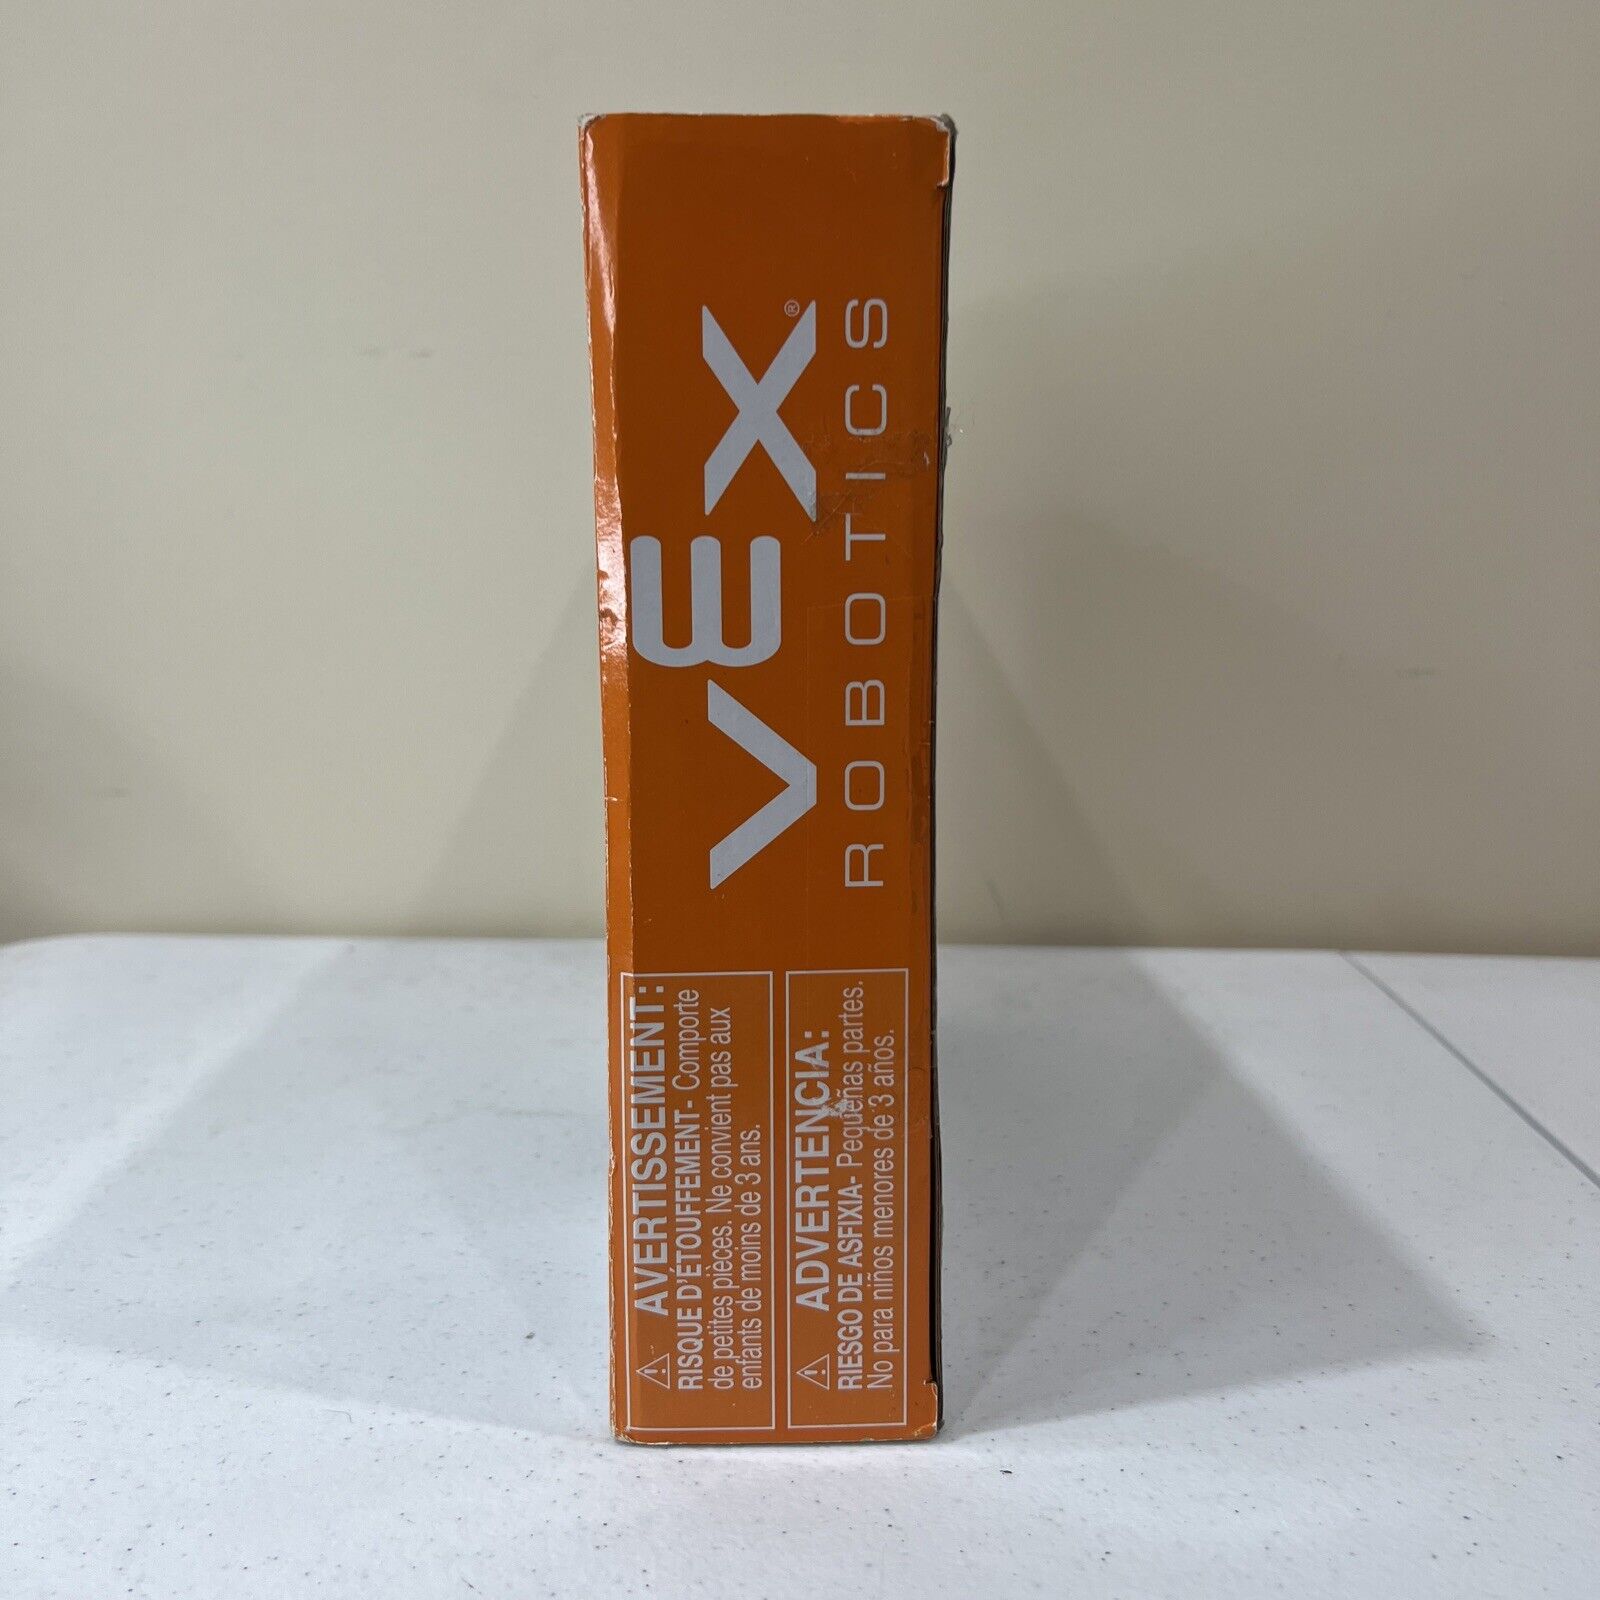 VEX®
ROBOTICS
⚠ AVERTISSEMENT:
RISQUE D'ÉTOUFFEMENT- Comporte
de petites pièces. Ne convient pas aux
enfants de moins de 3 ans.
⚠ ADVERTENCIA:
RIESGO DE ASFIXIA- Pequeñas partes.
No para niños menores de 3 años.